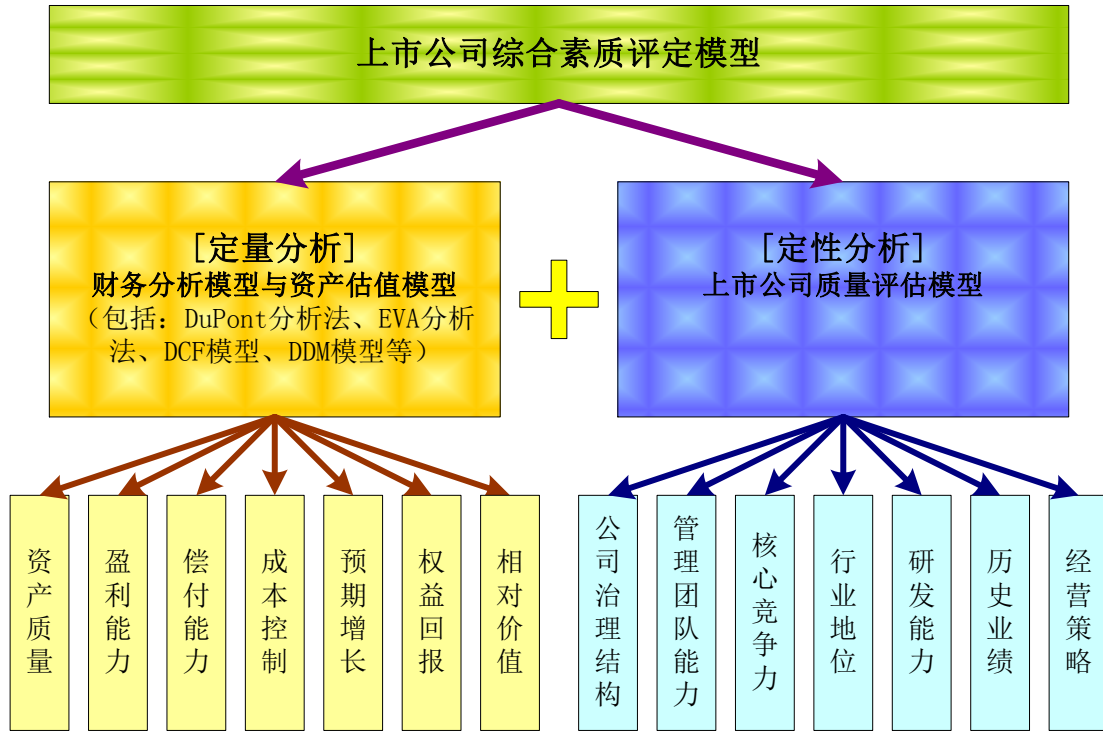 上市公司综合素质评定模型
[定量分析]
财务分析模型与资产估值模型
（包括：DuPont分析法、EVA分析
法、DCF模型、DDM模型等）
[定性分析]
上市公司质量评估模型
资产质量
盈利能力
偿付能力
成本控制
预期增长
权益回报
相对价值
公司治理结构
管理团队能力
核心竞争力
行业地位
研发能力
历史业绩
经营策略